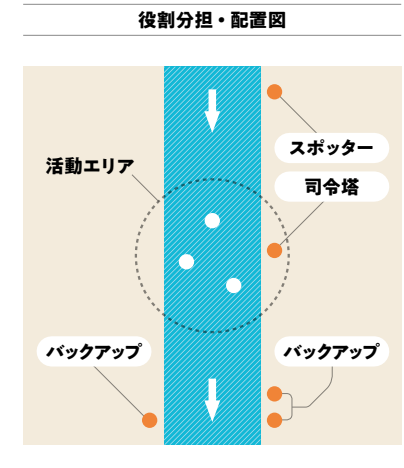 役割分担・配置図
スポッター
活動エリア
司令塔
バックアップ
バックアップ